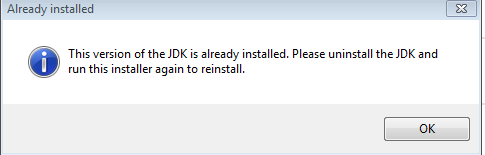 Already installed
This version of the JDK is already installed. Please uninstall the JDK and
run this installer again to reinstall.
OK